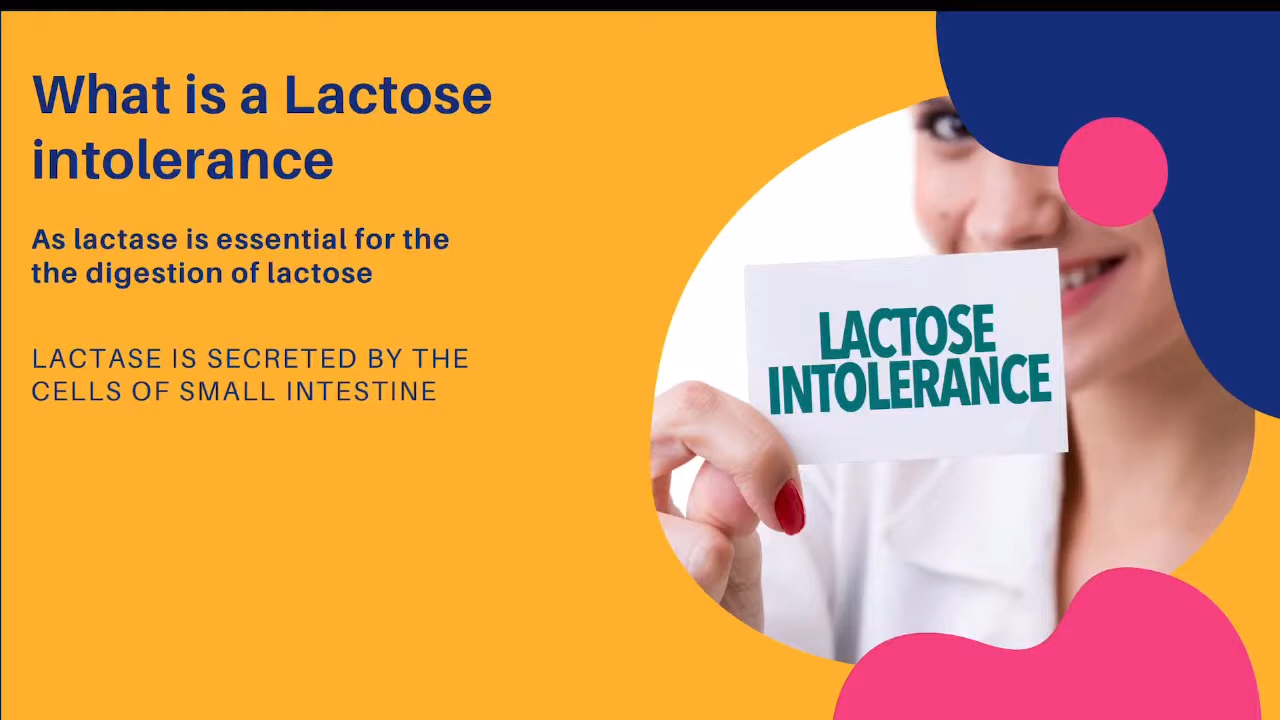 What is a Lactose
intolerance
As lactase is essential for the
the digestion of lactose
LACTASE IS SECRETED BY THE
CELLS OF SMALL INTESTINE
LACTOSE
INTOLERANCE